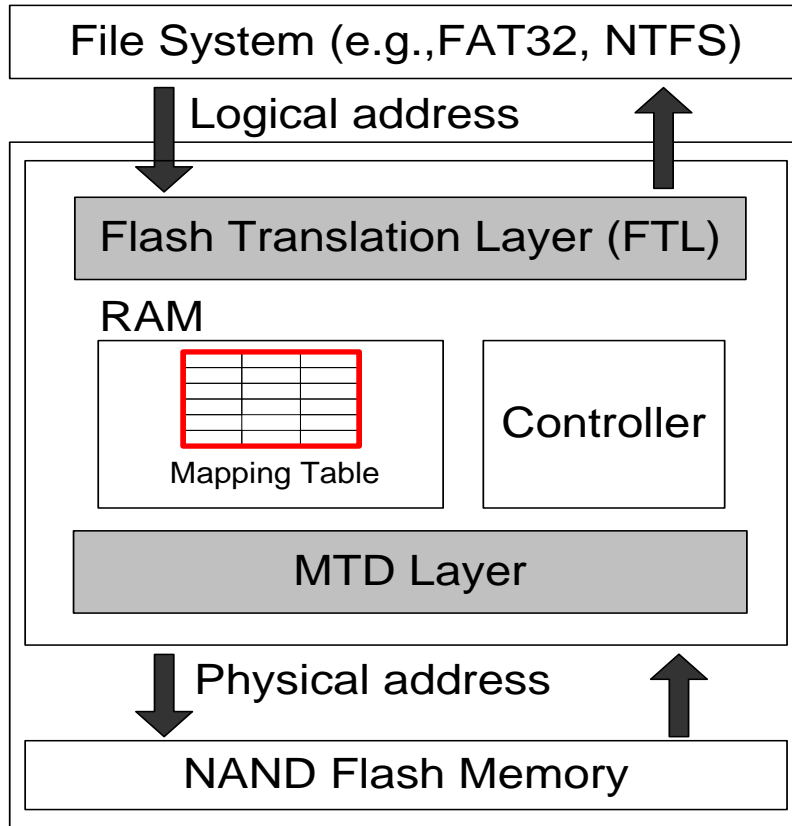 File System (e.g.,FAT32, NTFS)
Logical address
Flash Translation Layer (FTL)
RAM
Mapping Table
Controller
MTD Layer
Physical address
NAND Flash Memory